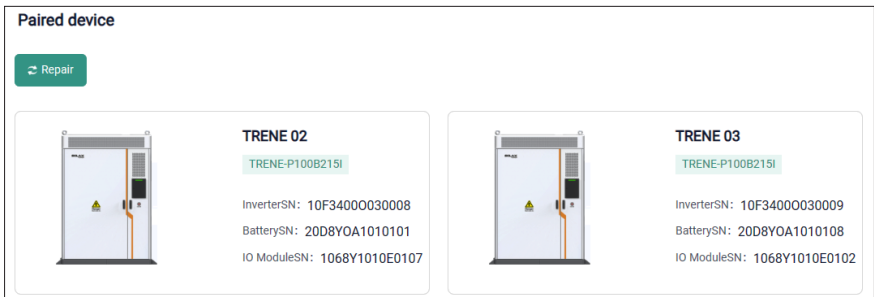 Paired device
Repair
TRENE 02
TRENE-P100B215I
InverterSN: 10F3400O030008
BatterySN: 20D8YOA1010101
IO ModuleSN: 1068Y1010E0107
TRENE 03
TRENE-P100B215I
InverterSN: 10F3400O030009
BatterySN: 20D8YOA1010108
IO ModuleSN: 1068Y1010E0102